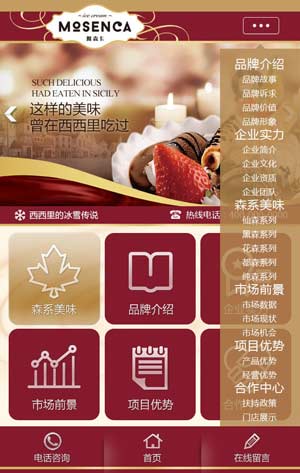 ice cream
MOSENCA
魔森卡
SUCH DELICIOUS
HAD EATEN IN SICILY
这样的美味
曾在西西里吃过
西西里的冰雪传说
热线电话
森系美味
品牌介绍
市场前景
项目优势
品牌介绍
品牌故事
品牌诉求
品牌价值
品牌形象
企业实力
企业简介
企业文化
企业资质
企业团队
森系美味
仙森系列
黑森系列
花森系列
都森系列
纯森系列
市场前景
市场数据
市场现状
市场机会
项目优势
产品优势
经营优势
合作中心
扶持政策
门店展示
电话咨询
首页
在线留言